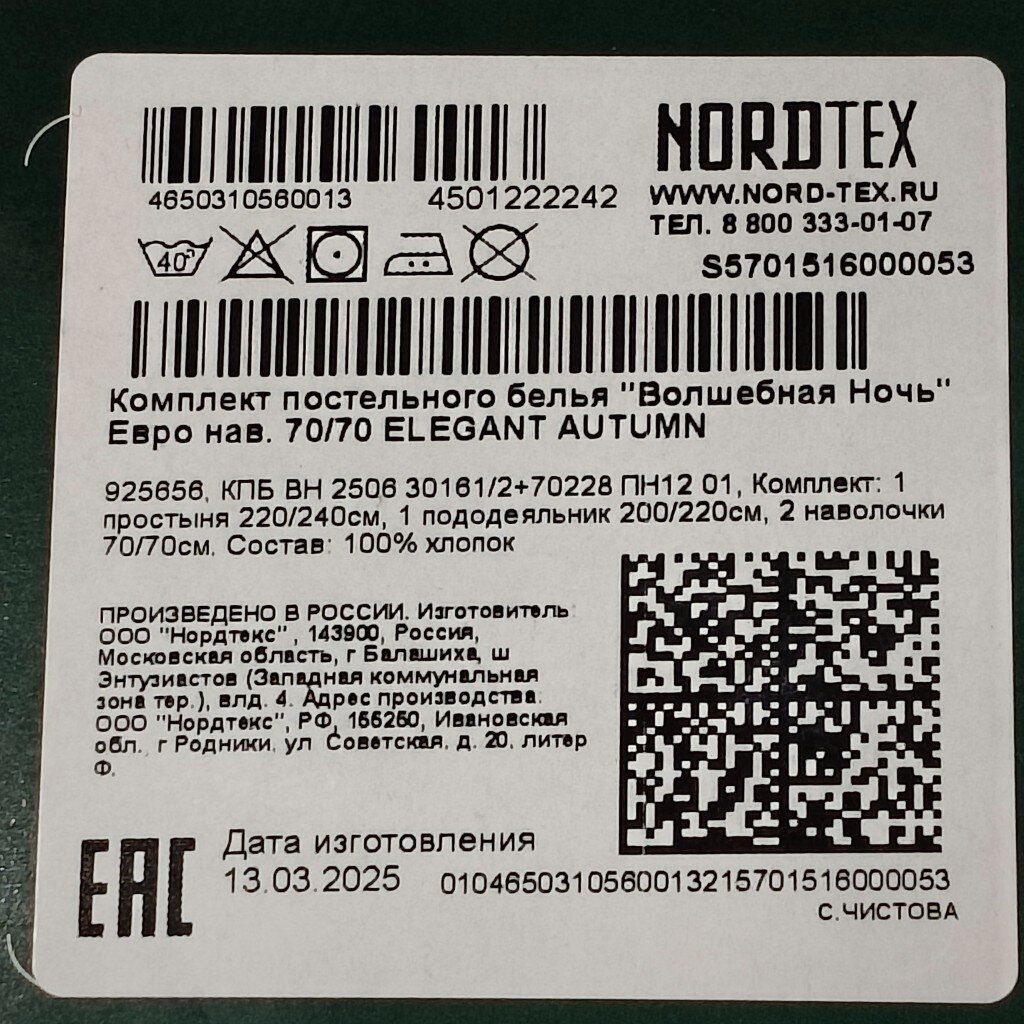 NORDTEX
4650310560013 4501222242
WWW.NORD-TEX.RU
ТЕЛ. 8 800 333-01-07
40°
S5701516000053
Комплект постельного белья "Волшебная Ночь"
Евро нав. 70/70 ELEGANT AUTUMN
925656, КПБ ВН 2506 30161/2+70228 ПН12 01, Комплект: 1
простыня 220/240см, 1 пододеяльник 200/220см, 2 наволочки
70/70см. Состав: 100% хлопок
ПРОИЗВЕДЕНО В РОССИИ. Изготовитель:
ООО "Нордтекс" , 143900, Россия,
Московская область, г Балашиха, ш
Энтузиастов (Западная коммунальная
зона тер.), влд. 4. Адрес производства:
ООО "Нордтекс", РФ, 155250, Ивановская
обл., г Родники, ул. Советская, д. 20, литер
Ф.
EAC
Дата изготовления
13.03.2025
0104650310560013215701516000053
С.ЧИСТОВА